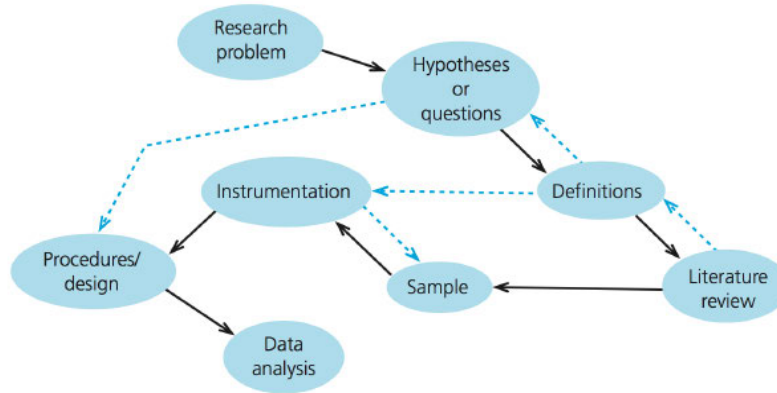 Research
problem
Hypotheses
or
questions
Instrumentation
Definitions
Procedures/
design
Sample
Literature
review
Data
analysis